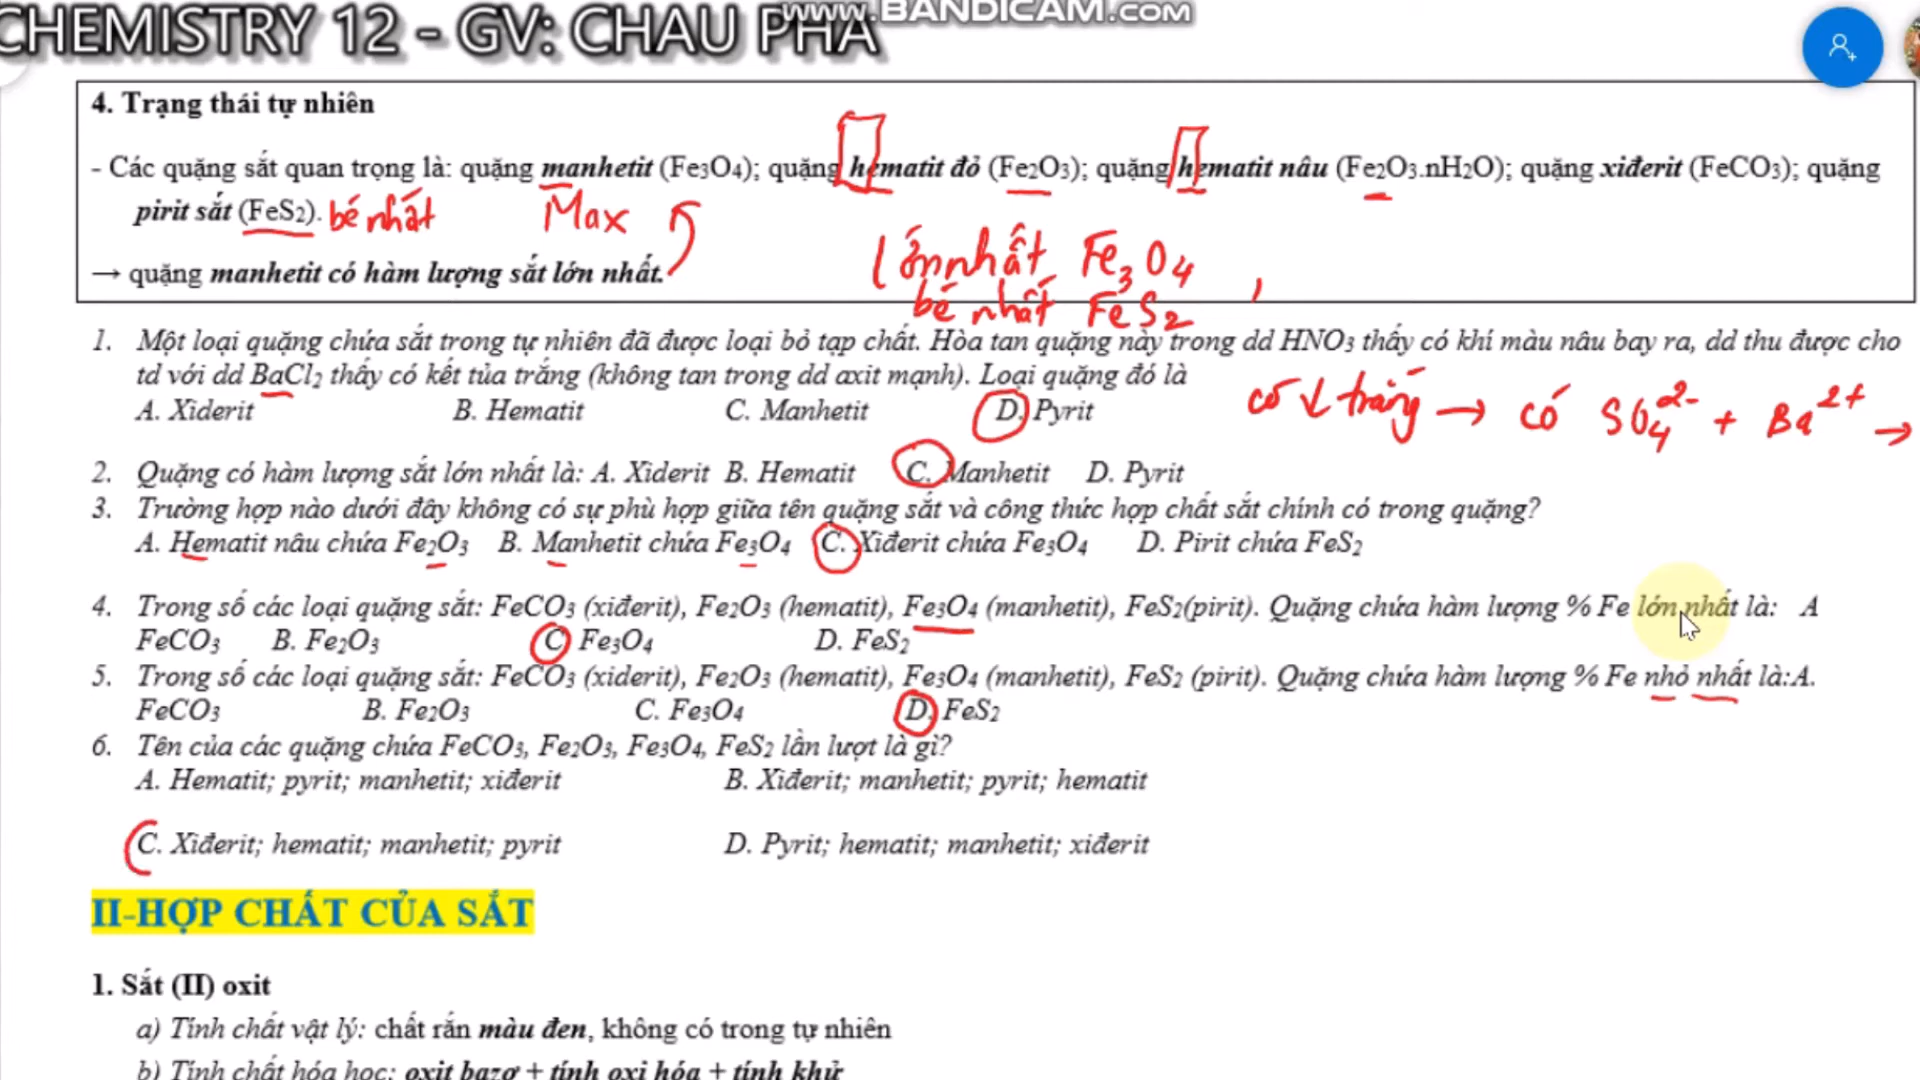 WWW.BANDICAM.COM
CHEMISTRY 12 - GV: CHAU PHA
4. Trạng thái tự nhiên
- Các quặng sắt quan trọng là: quặng manhetit (Fe3O4); quặng hematit đỏ (Fe2O3); quặng hematit nâu (Fe2O3.nH2O); quặng xiđerit (FeCO3); quặng
pirit sắt (FeS2). bé nhất Max
lớn nhất Fe3O4
→ quặng manhetit có hàm lượng sắt lớn nhất.
bé nhất FeS2
1. Một loại quặng chứa sắt trong tự nhiên đã được loại bỏ tạp chất. Hòa tan quặng này trong dd HNO3 thấy có khí màu nâu bay ra, dd thu được cho
td với dd BaCl2 thấy có kết tủa trắng (không tan trong dd axit mạnh). Loại quặng đó là
A. Xiderit B. Hematit C. Manhetit D. Pyrit
có ↓ trắng → có SO4 2- + Ba 2+ →
2. Quặng có hàm lượng sắt lớn nhất là: A. Xiderit B. Hematit C. Manhetit D. Pyrit
3. Trường hợp nào dưới đây không có sự phù hợp giữa tên quặng sắt và công thức hợp chất sắt chính có trong quặng?
A. Hematit nâu chứa Fe2O3 B. Manhetit chứa Fe3O4 C. Xiđerit chứa Fe3O4 D. Pirit chứa FeS2
4. Trong số các loại quặng sắt: FeCO3 (xiđerit), Fe2O3 (hematit), Fe3O4 (manhetit), FeS2(pirit). Quặng chứa hàm lượng % Fe lớn nhất là: A
FeCO3 B. Fe2O3 C Fe3O4 D. FeS2
5. Trong số các loại quặng sắt: FeCO3 (xiderit), Fe2O3 (hematit), Fe3O4 (manhetit), FeS2 (pirit). Quặng chứa hàm lượng % Fe nhỏ nhất là:A.
FeCO3 B. Fe2O3 C. Fe3O4 D. FeS2
6. Tên của các quặng chứa FeCO3, Fe2O3, Fe3O4, FeS2 lần lượt là gì?
A. Hematit; pyrit; manhetit; xiđerit B. Xiđerit; manhetit; pyrit; hematit
C. Xiđerit; hematit; manhetit; pyrit D. Pyrit; hematit; manhetit; xiđerit
II-HỢP CHẤT CỦA SẮT
1. Sắt (II) oxit
a) Tính chất vật lý: chất rắn màu đen, không có trong tự nhiên
b) Tính chất hóa học: oxit bazơ + tính oxi hóa + tính khử